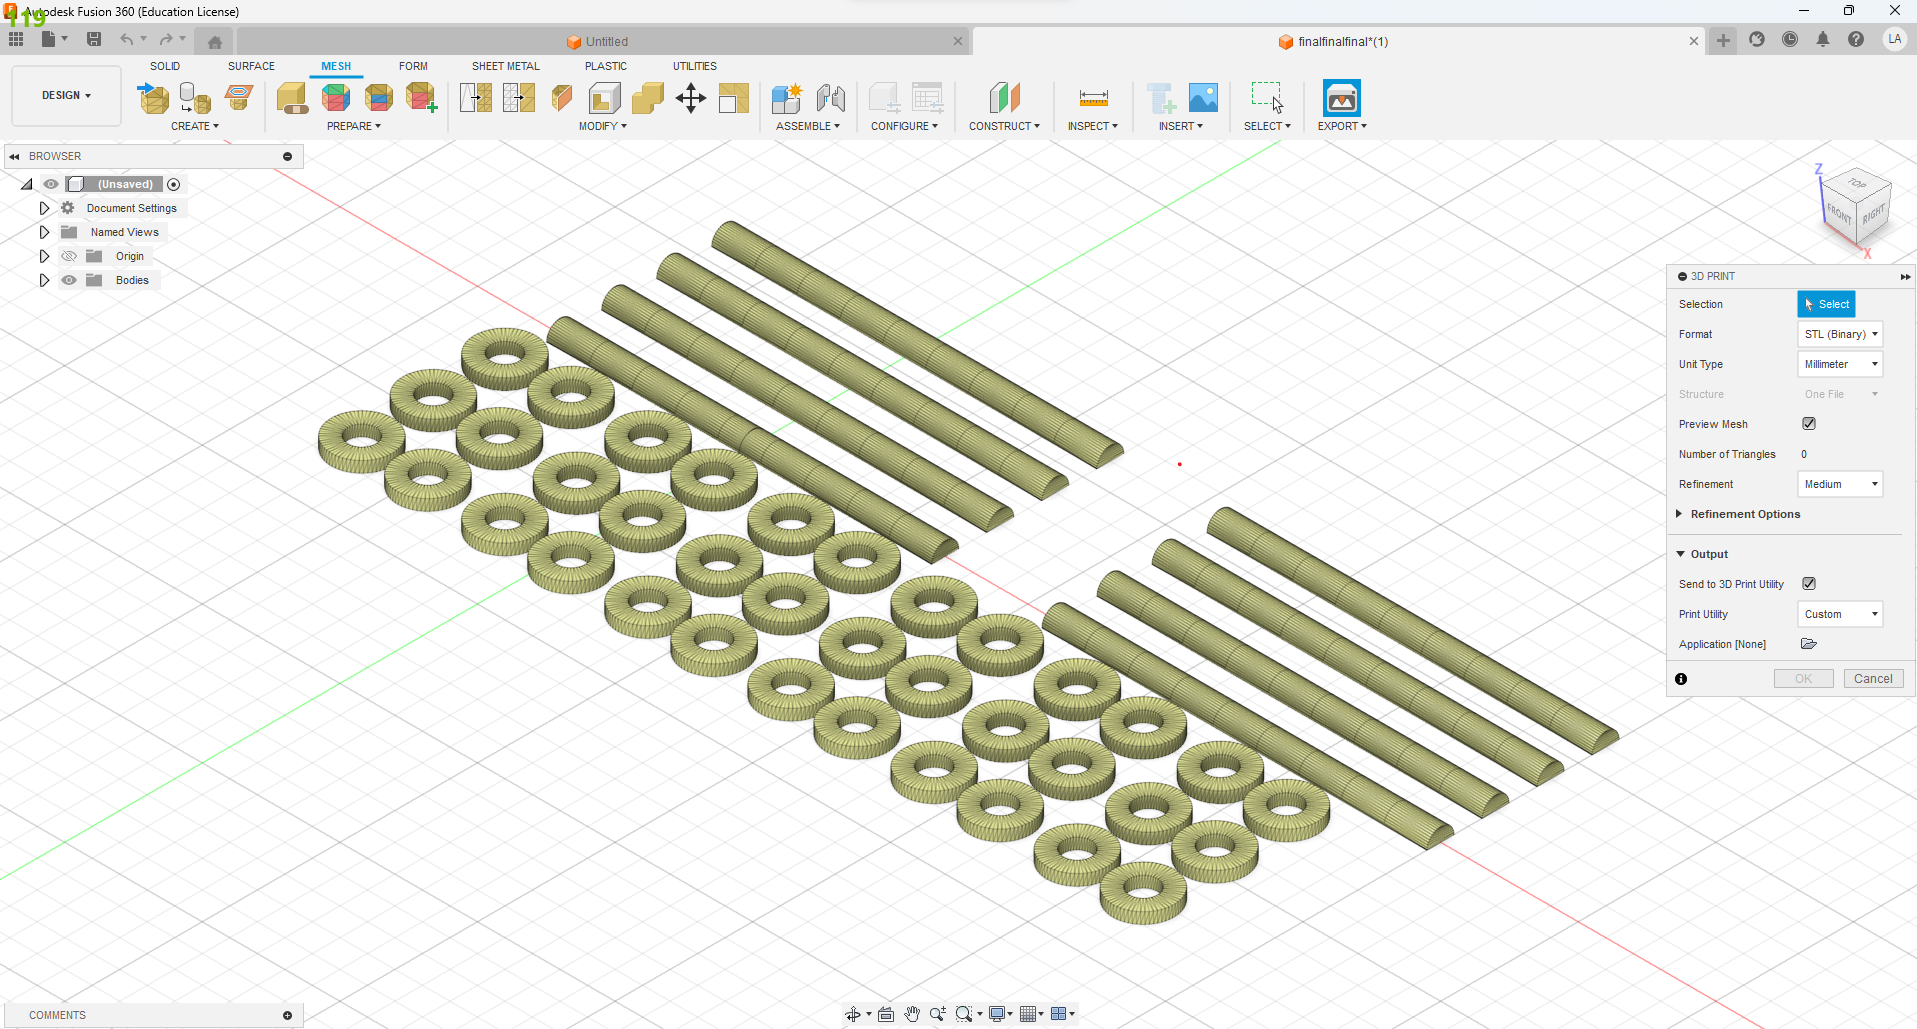 Autodesk Fusion 360 (Education License)
119
Untitled
finalfinalfinal*(1)
LA
DESIGN
SOLID
SURFACE
MESH
FORM
SHEET METAL
PLASTIC
UTILITIES
CREATE
PREPARE
MODIFY
ASSEMBLE
CONFIGURE
CONSTRUCT
INSPECT
INSERT
SELECT
EXPORT
BROWSER
(Unsaved)
Document Settings
Named Views
Origin
Bodies
Z
TOP
FRONT
RIGHT
X
3D PRINT
Selection Select
Format STL (Binary)
Unit Type Millimeter
Structure One File
Preview Mesh
Number of Triangles 0
Refinement Medium
Refinement Options
Output
Send to 3D Print Utility
Print Utility Custom
Application [None]
OK Cancel
COMMENTS